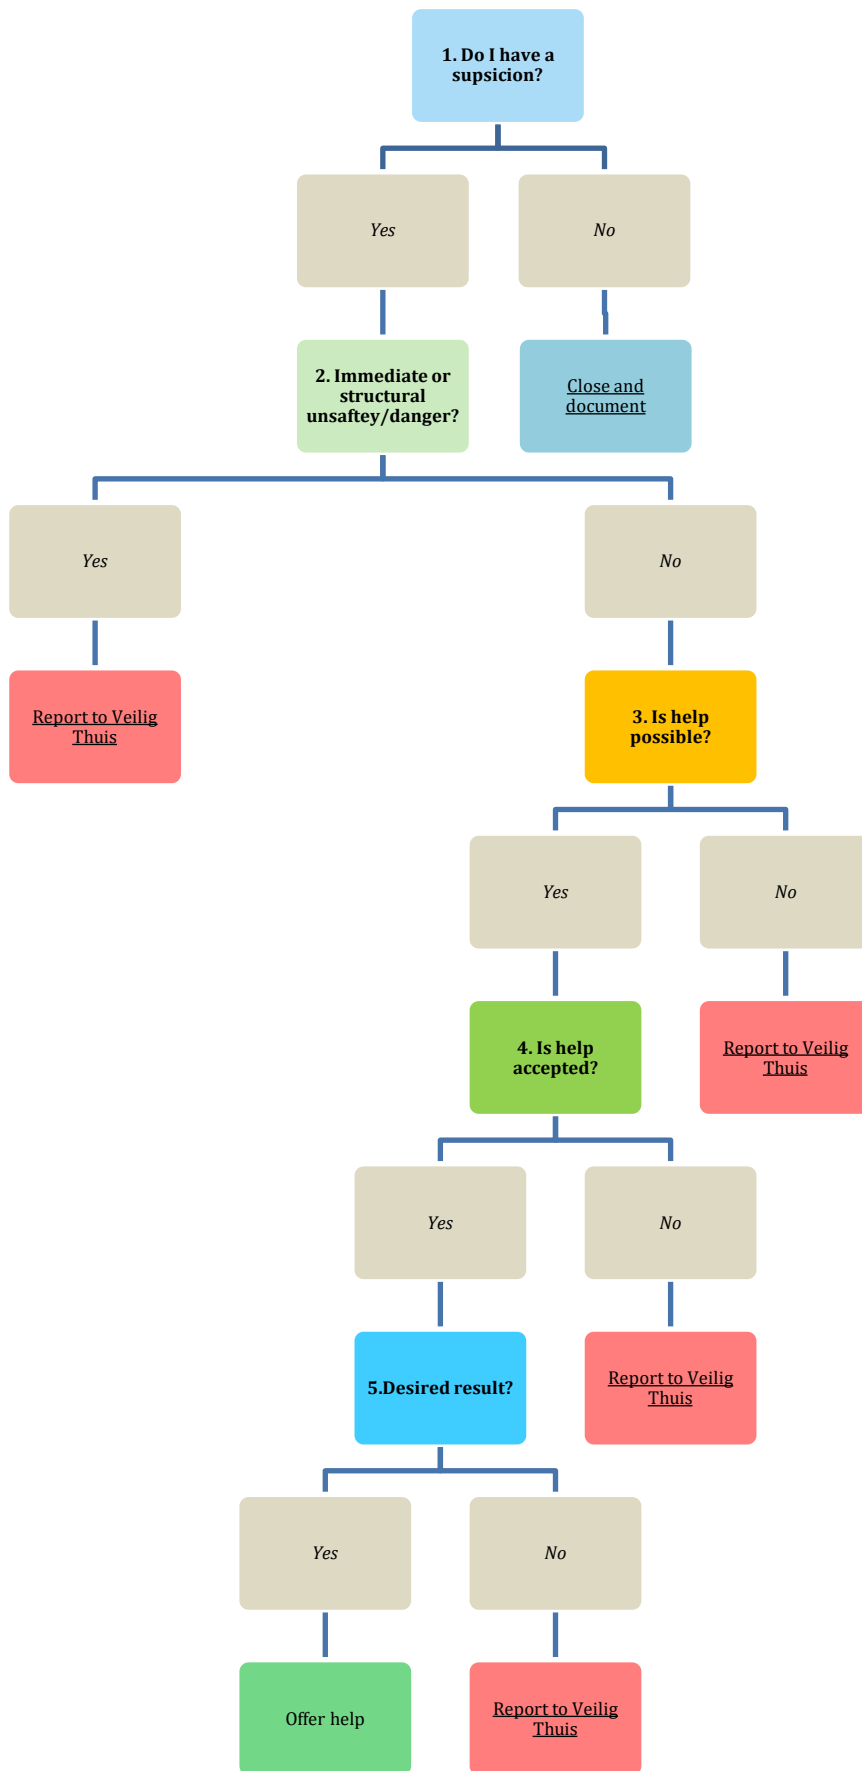 1. Do I have a
supsicion?
Yes
No
2. Immediate or
structural
unsaftey/danger?
Close and
document
Yes
No
Report to Veilig
Thuis
3. Is help
possible?
Yes
No
4. Is help
accepted?
Report to Veilig
Thuis
Yes
No
5.Desired result?
Report to Veilig
Thuis
Yes
No
Offer help
Report to Veilig
Thuis